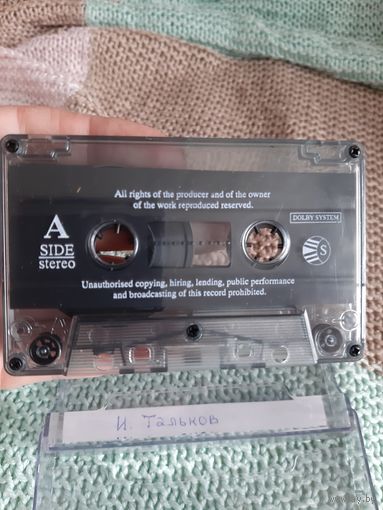 All rights of the producer and of the owner
of the work reproduced reserved.
DOLBY SYSTEM
A
SIDE
stereo
S
Unauthorised copying, hiring, lending, public performance
and broadcasting of this record prohibited.
И. Тальков